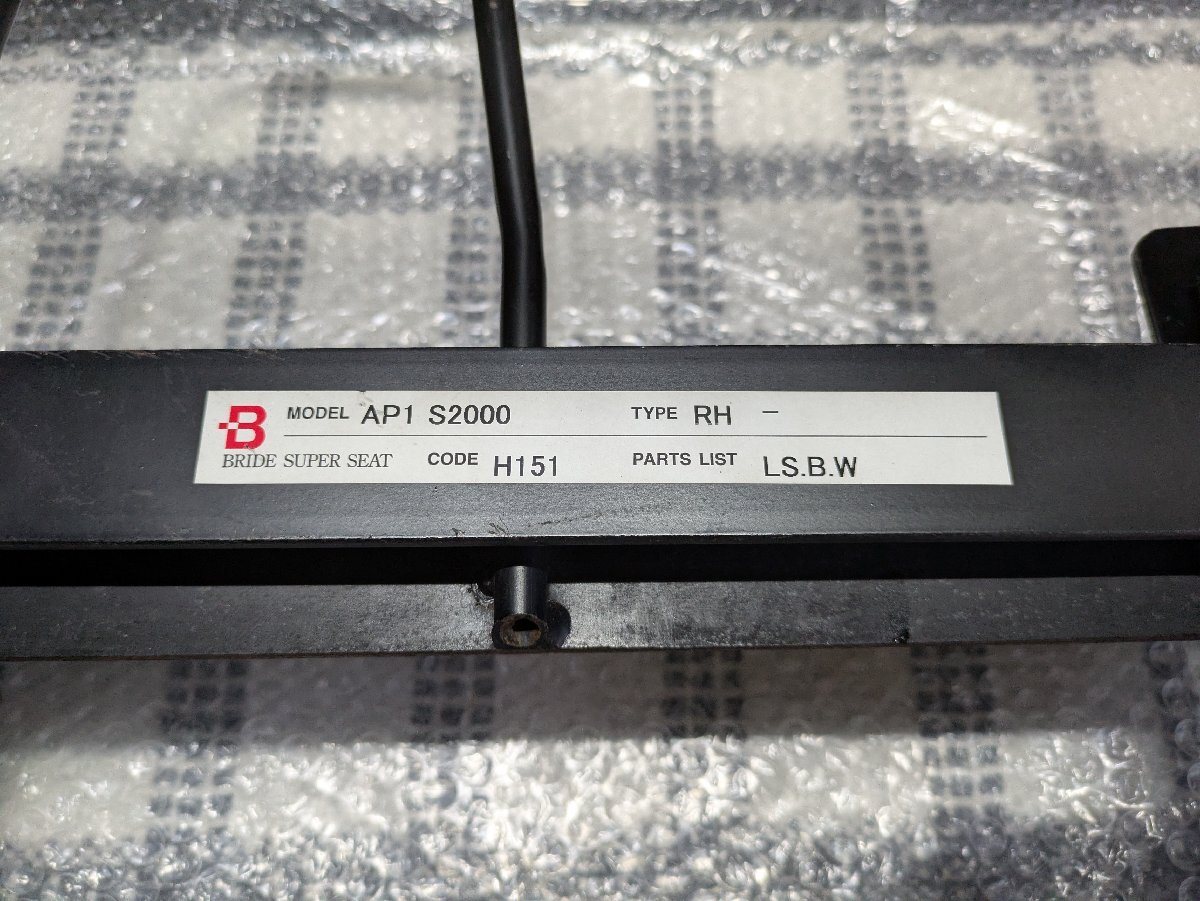 B MODEL AP1 S2000 TYPE RH -
BRIDE SUPER SEAT CODE H151 PARTS LIST LS.B.W